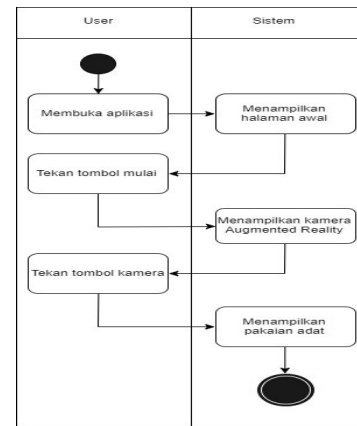 User
Sistem
Membuka aplikasi
Menampilkan
halaman awal
Tekan tombol mulai
Menampilkan kamera
Augmented Reality
Tekan tombol kamera
Menampilkan
pakaian adat